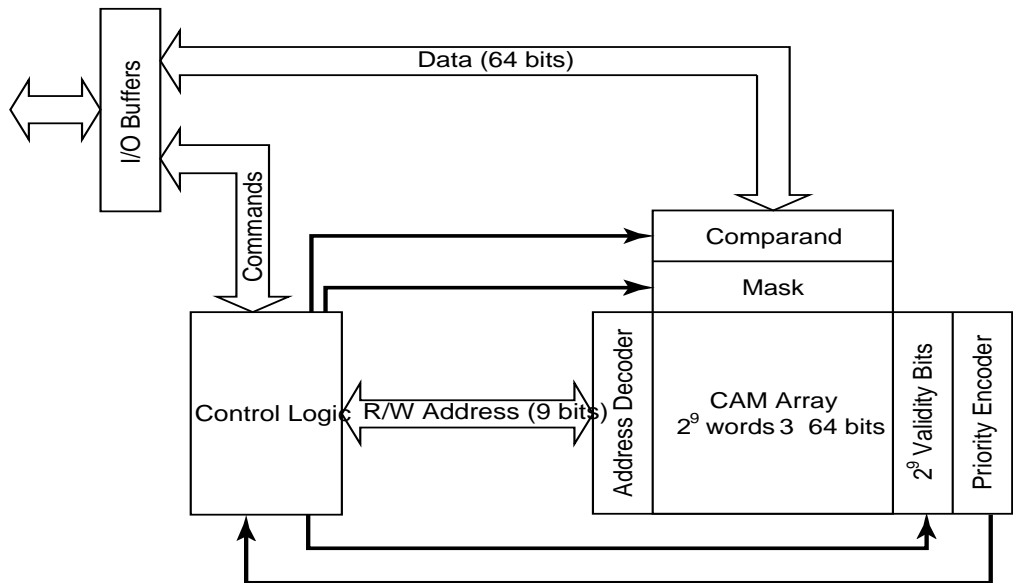 Data (64 bits)
I/O Buffers
Commands
Comparand
Mask
Control Logic
R/W Address (9 bits)
Address Decoder
CAM Array
2⁹ words 3 64 bits
2⁹ Validity Bits
Priority Encoder